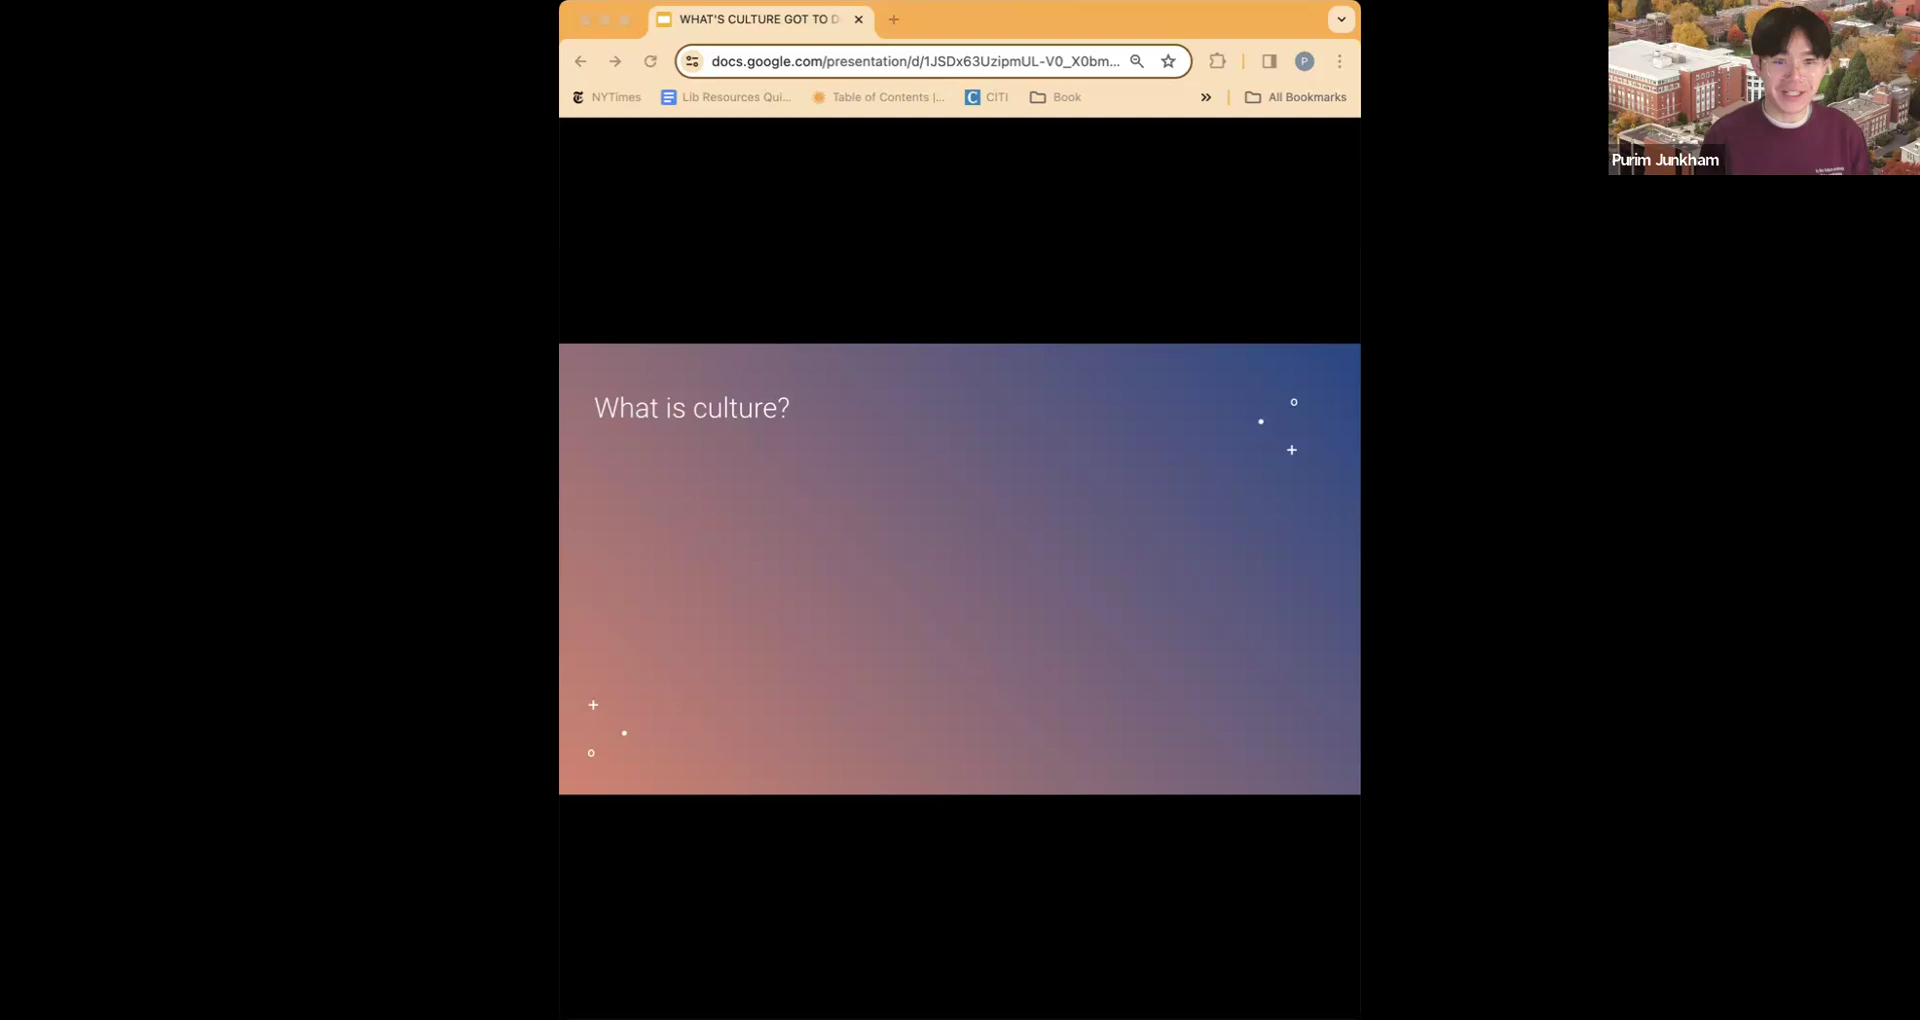 WHAT'S CULTURE GOT TO D
docs.google.com/presentation/d/1JSDx63UzipmUL-V0_X0bm...
NYTimes
Lib Resources Qui...
Table of Contents |...
CITI
Book
All Bookmarks
P
Purim Junkham
What is culture?